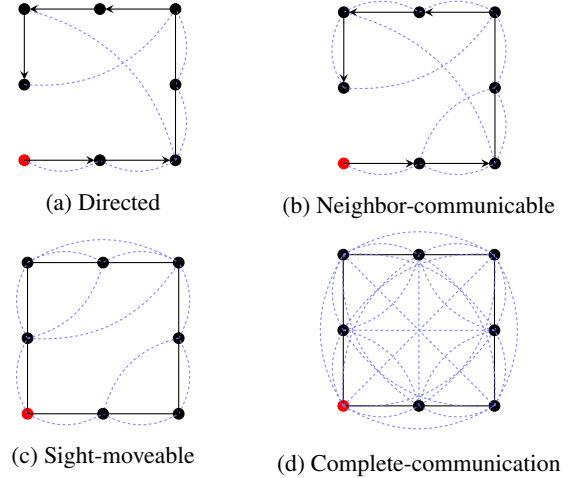 (a) Directed
(b) Neighbor-communicable
(c) Sight-moveable
(d) Complete-communication